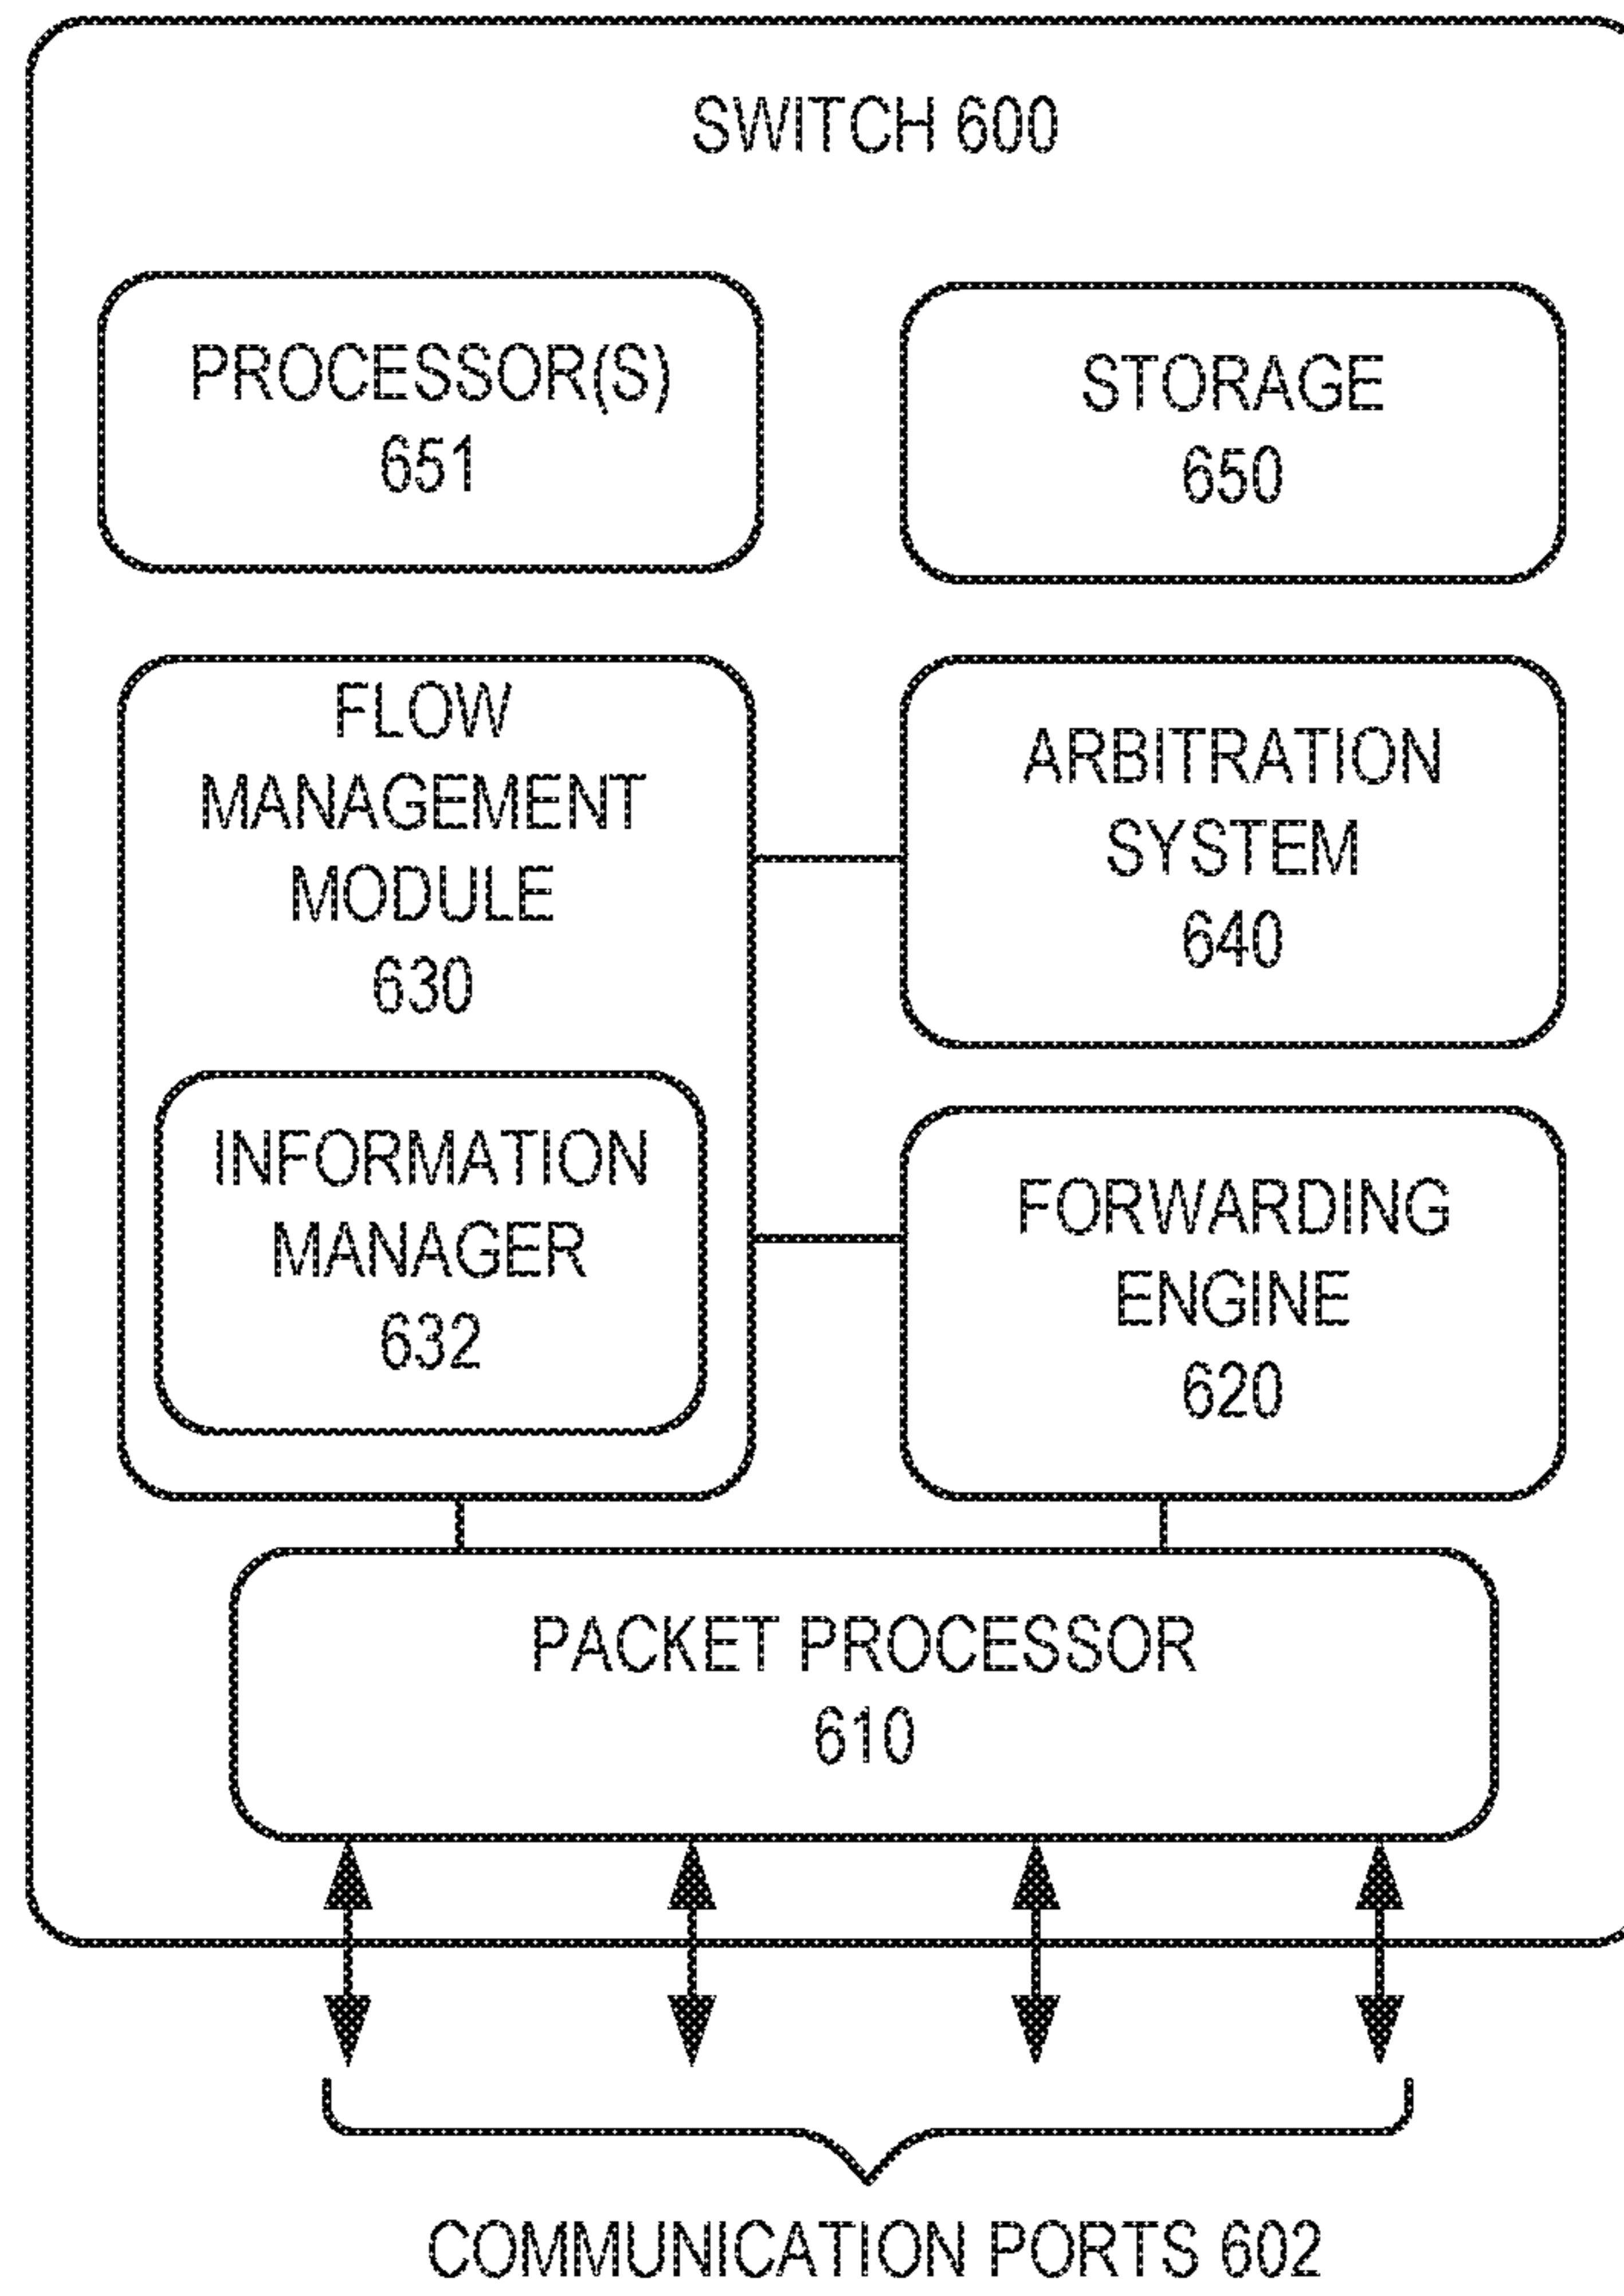 SWITCH 600
PROCESSOR(S)
651
STORAGE
650
FLOW
MANAGEMENT
MODULE
630
ARBITRATION
SYSTEM
640
INFORMATION
MANAGER
632
FORWARDING
ENGINE
620
PACKET PROCESSOR
610
COMMUNICATION PORTS 602